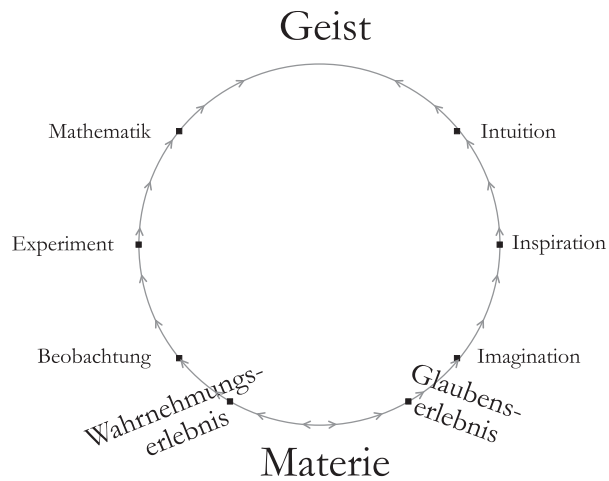 Geist
Mathematik
Intuition
Experiment
Inspiration
Beobachtung
Imagination
Wahrnehmungs-
erlebnis
Glaubens-
erlebnis
Materie